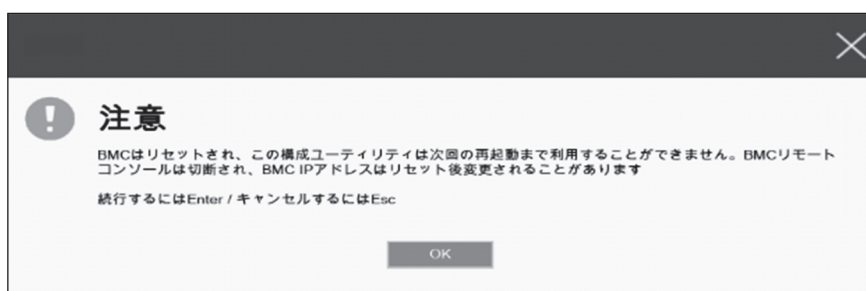 注意
BMCはリセットされ、この構成ユーティリティは次回の再起動まで利用することができません。BMCリモート
コンソールは切断され、BMC IPアドレスはリセット後変更されることがあります
続行するにはEnter / キャンセルするにはEsc
OK